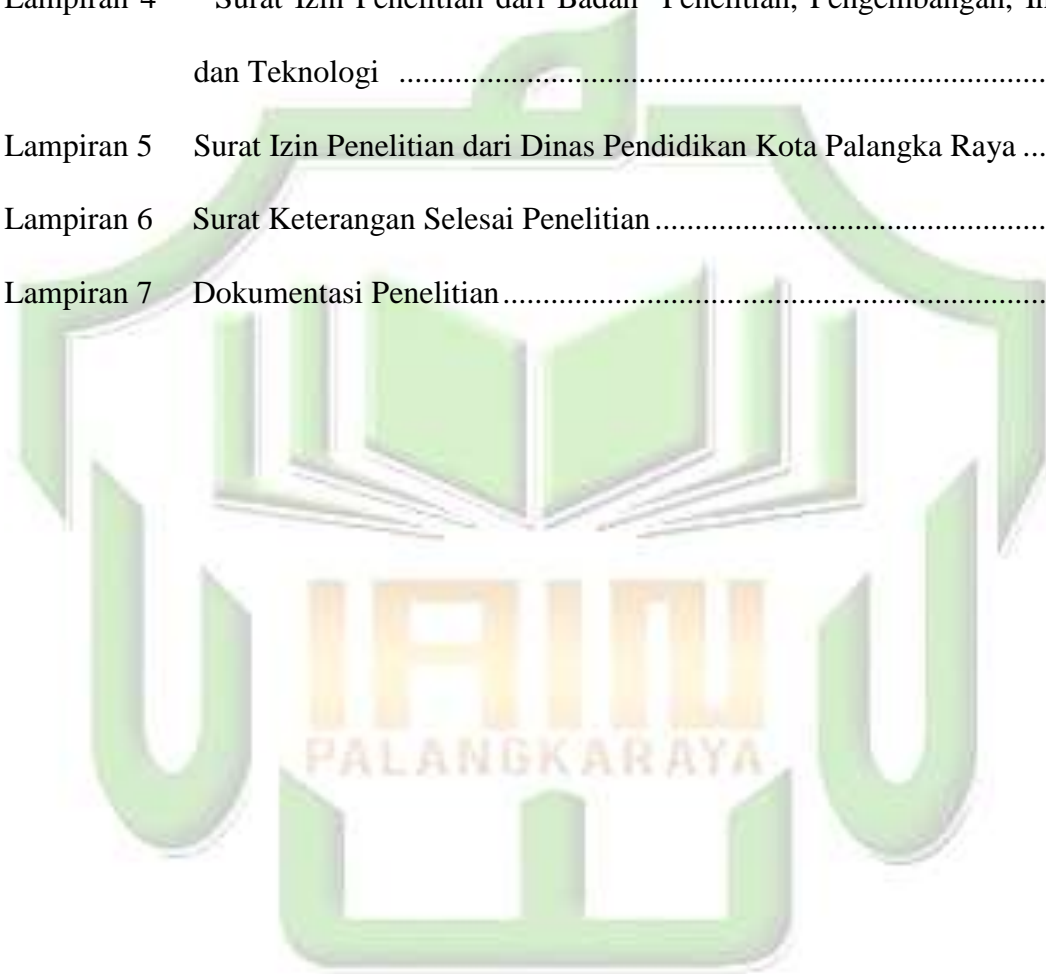 Lampiran 4 Surat Izin Penelitian dari Badan Penelitian, Pengembangan,
dan Teknologi ................................................................................
Lampiran 5 Surat Izin Penelitian dari Dinas Pendidikan Kota Palangka Raya ...
Lampiran 6 Surat Keterangan Selesai Penelitian .................................................
Lampiran 7 Dokumentasi Penelitian ....................................................................
IAIN
PALANGKARAYA